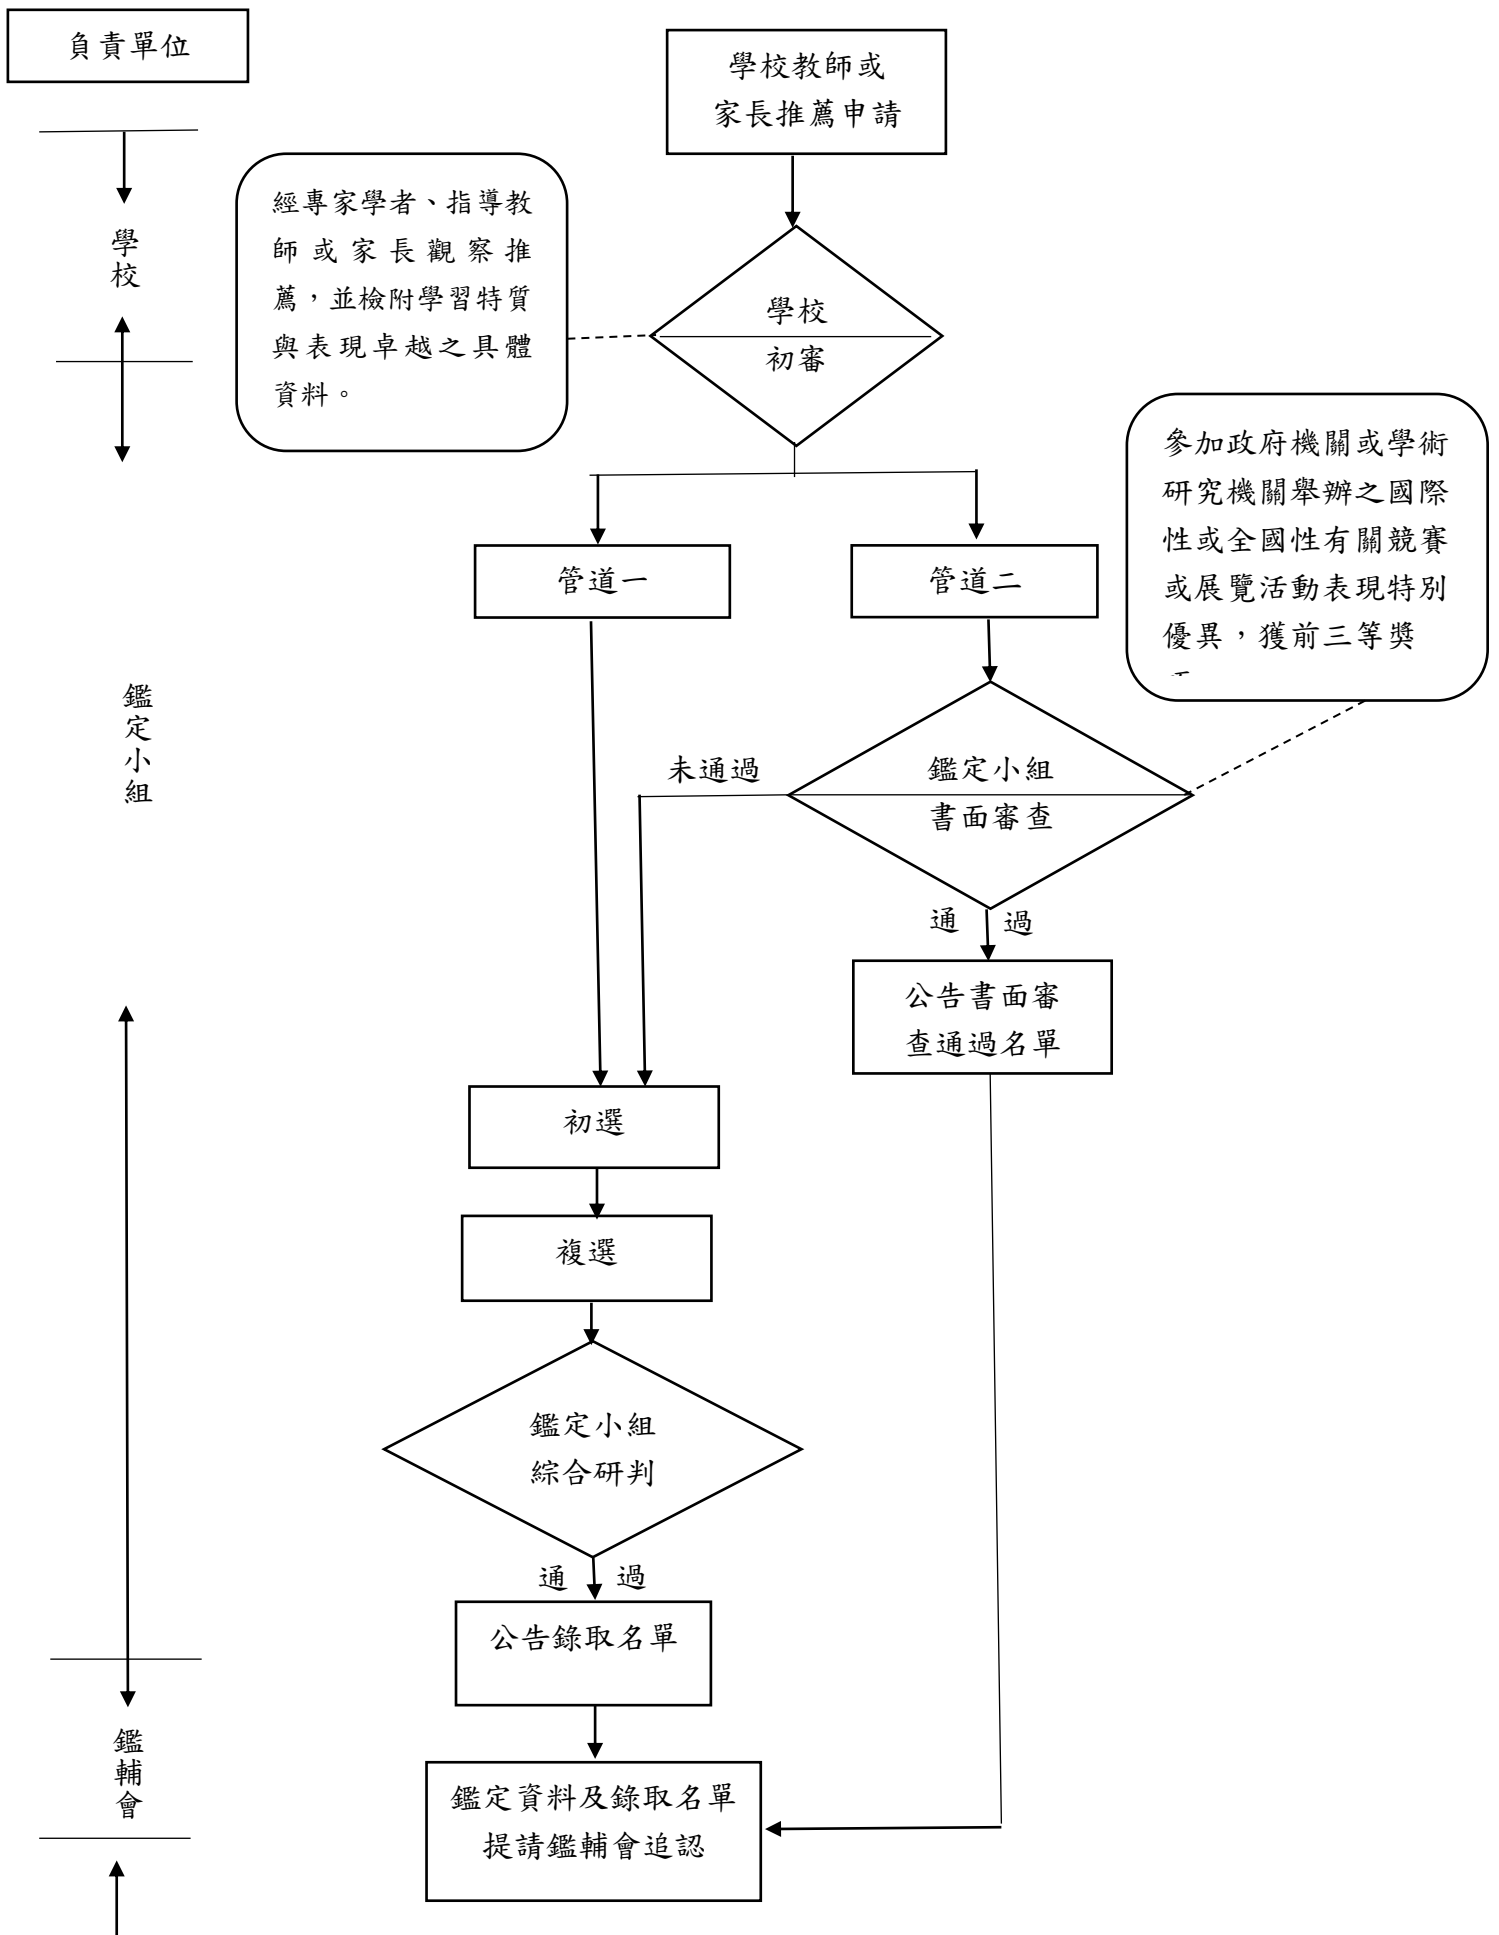 負責單位
學校教師或
家長推薦申請
經專家學者、指導教
師或家長觀察推
薦，並檢附學習特質
與表現卓越之具體
資料。
學校
學校
初審
參加政府機關或學術
研究機關舉辦之國際
性或全國性有關競賽
或展覽活動表現特別
優異，獲前三等獎
管道一
管道二
鑑定小組
未通過
鑑定小組
書面審查
通 過
公告書面審
查通過名單
初選
複選
鑑定小組
綜合研判
通 過
公告錄取名單
鑑輔會
鑑定資料及錄取名單
提請鑑輔會追認